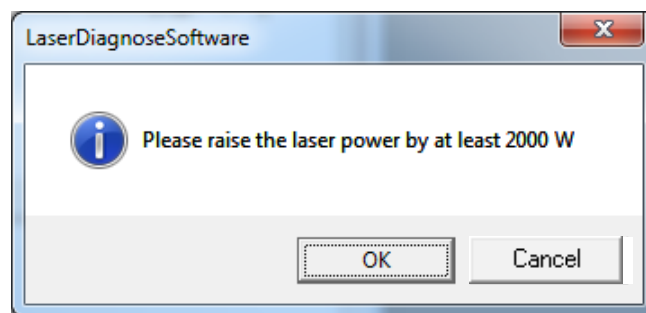 LaserDiagnoseSoftware
Please raise the laser power by at least 2000 W
OK
Cancel